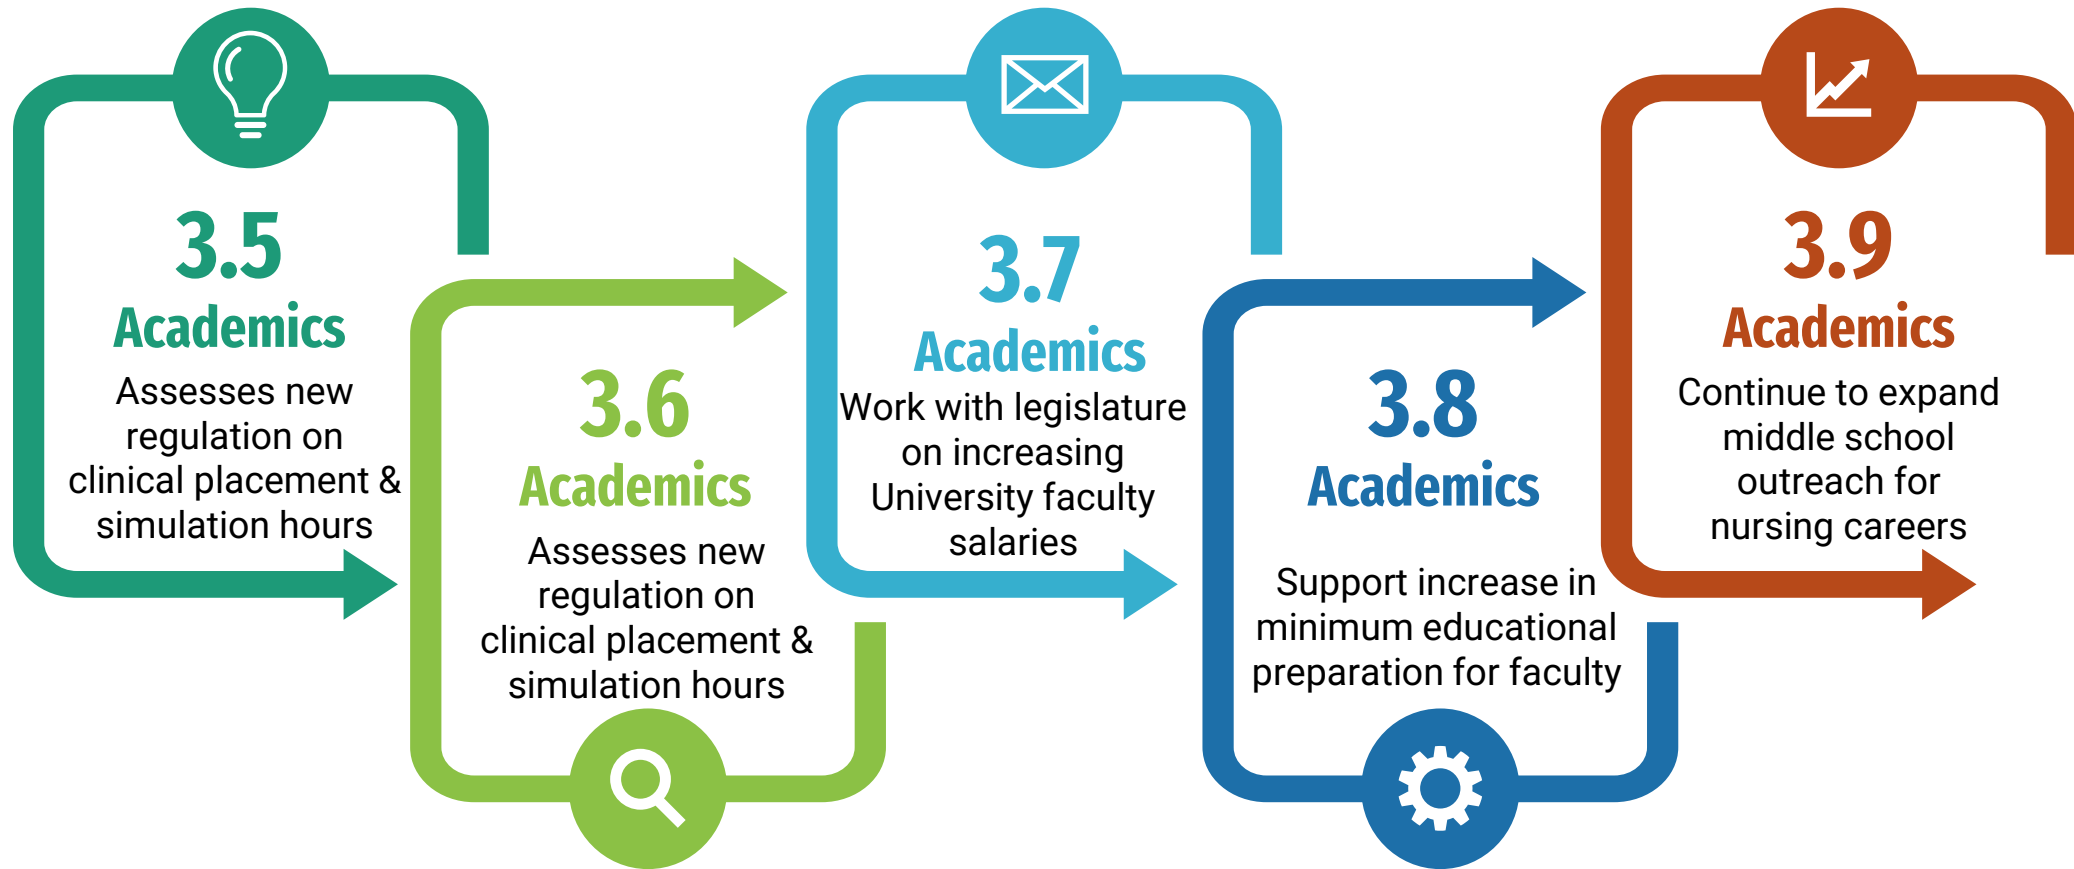 3.5
Academics
Assesses new
regulation on
clinical placement &
simulation hours
3.6
Academics
Assesses new
regulation on
clinical placement &
simulation hours
3.7
Academics
Work with legislature
on increasing
University faculty
salaries
3.8
Academics
Support increase in
minimum educational
preparation for faculty
3.9
Academics
Continue to expand
middle school
outreach for
nursing careers